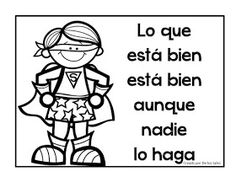 Lo que
está bien
está bien
aunque
nadie
lo haga
S